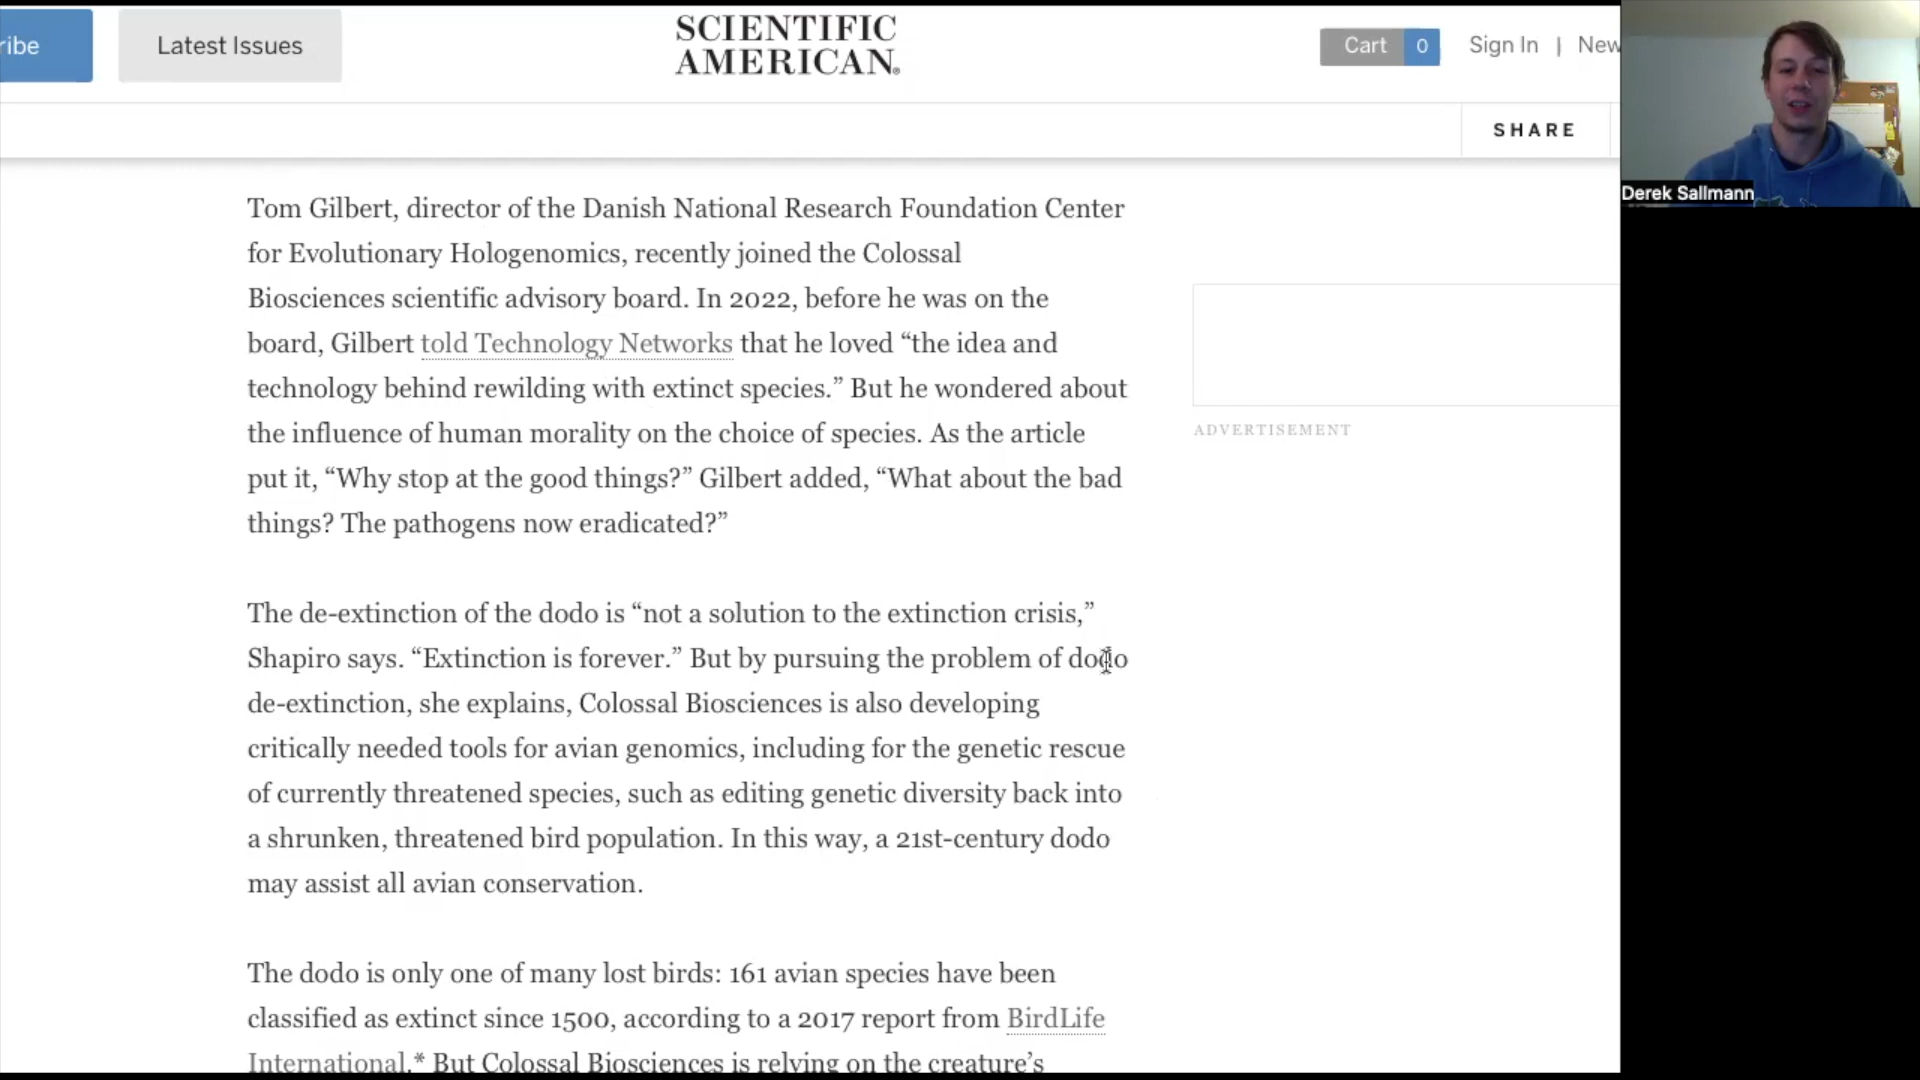 ribe
Latest Issues
SCIENTIFIC
AMERICAN®
Cart 0
Sign In | New
SHARE
Derek Sallmann
Tom Gilbert, director of the Danish National Research Foundation Center
for Evolutionary Hologenomics, recently joined the Colossal
Biosciences scientific advisory board. In 2022, before he was on the
board, Gilbert told Technology Networks that he loved “the idea and
technology behind rewilding with extinct species.” But he wondered about
the influence of human morality on the choice of species. As the article
put it, “Why stop at the good things?” Gilbert added, “What about the bad
things? The pathogens now eradicated?”
ADVERTISEMENT
The de-extinction of the dodo is “not a solution to the extinction crisis,”
Shapiro says. “Extinction is forever.” But by pursuing the problem of dodo
de-extinction, she explains, Colossal Biosciences is also developing
critically needed tools for avian genomics, including for the genetic rescue
of currently threatened species, such as editing genetic diversity back into
a shrunken, threatened bird population. In this way, a 21st-century dodo
may assist all avian conservation.
The dodo is only one of many lost birds: 161 avian species have been
classified as extinct since 1500, according to a 2017 report from BirdLife
International.* But Colossal Biosciences is relying on the creature’s